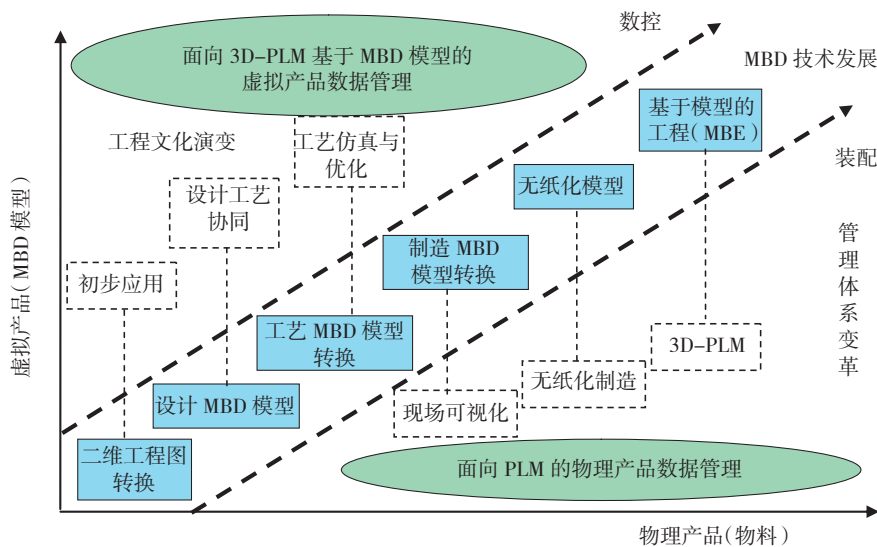 数控
面向 3D-PLM 基于 MBD 模型的
虚拟产品数据管理
MBD 技术发展
基于模型的
工程(MBE)
工程文化演变
工艺仿真与
优化
装配
设计工艺
协同
无纸化模型
制造 MBD
模型转换
初步应用
工艺 MBD 模型
转换
3D-PLM
管理体系变革
虚拟产品(MBD 模型)
无纸化制造
设计 MBD 模型
现场可视化
二维工程图
转换
面向 PLM 的物理产品数据管理
物理产品(物料)